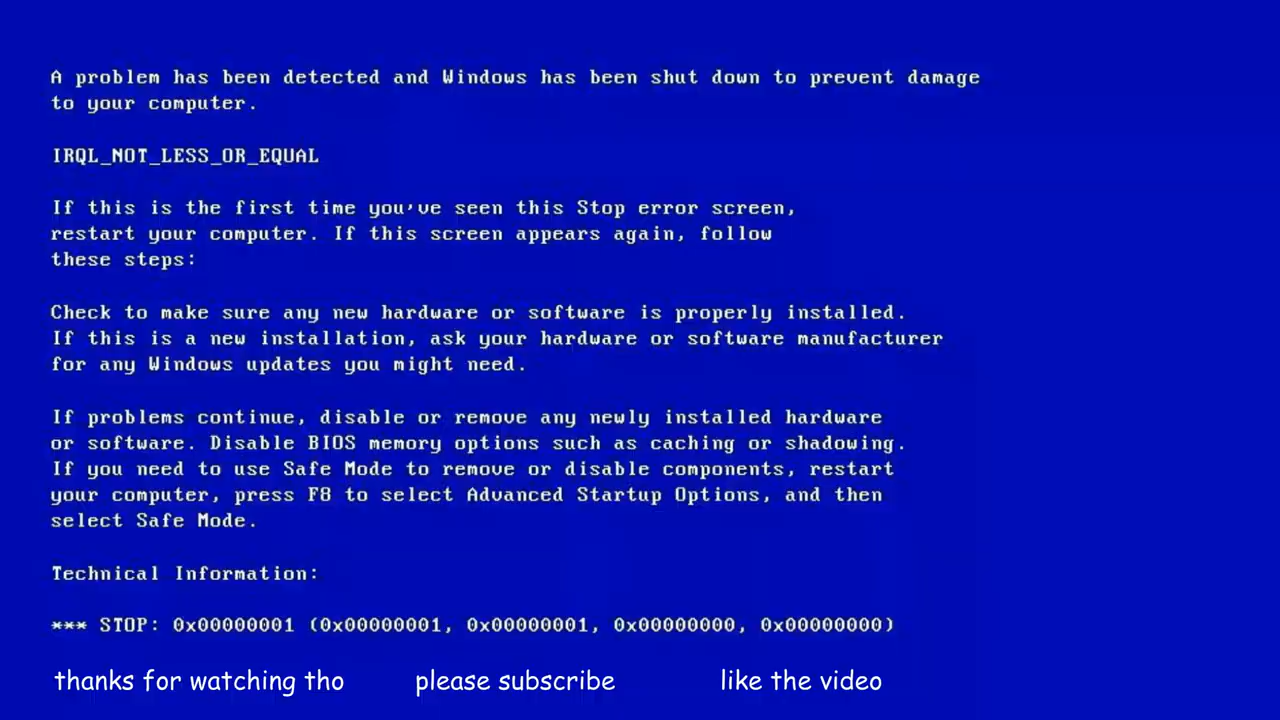 A problem has been detected and Windows has been shut down to prevent damage
to your computer.
IRQL_NOT_LESS_OR_EQUAL
If this is the first time you've seen this Stop error screen,
restart your computer. If this screen appears again, follow
these steps:
Check to make sure any new hardware or software is properly installed.
If this is a new installation, ask your hardware or software manufacturer
for any Windows updates you might need.
If problems continue, disable or remove any newly installed hardware
or software. Disable BIOS memory options such as caching or shadowing.
If you need to use Safe Mode to remove or disable components, restart
your computer, press F8 to select Advanced Startup Options, and then
select Safe Mode.
Technical Information:
*** STOP: 0x00000001 (0x00000001, 0x00000001, 0x00000000, 0x00000000)
thanks for watching tho please subscribe like the video